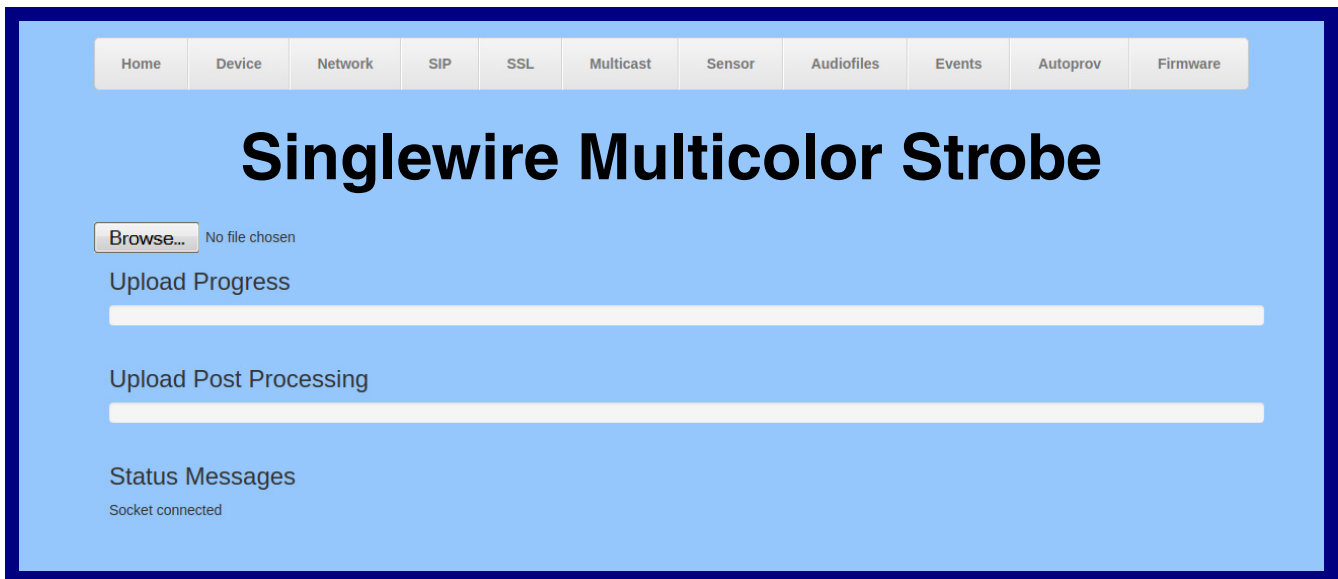 Home Device Network SIP SSL Multicast Sensor Audiofiles Events Autoprov Firmware
Singlewire Multicolor Strobe
Browse... No file chosen
Upload Progress
Upload Post Processing
Status Messages
Socket connected